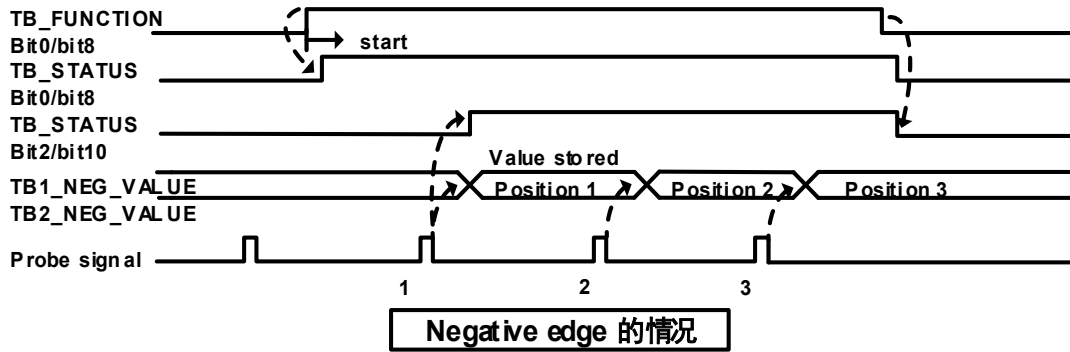 TB_FUNCTION
Bit0/bit8
start
TB_STATUS
Bit0/bit8
TB_STATUS
Bit2/bit10
Value stored
TB1_NEG_VALUE
Position 1
Position 2
Position 3
TB2_NEG_VALUE
Probe signal
1
2
3
Negative edge 的情况